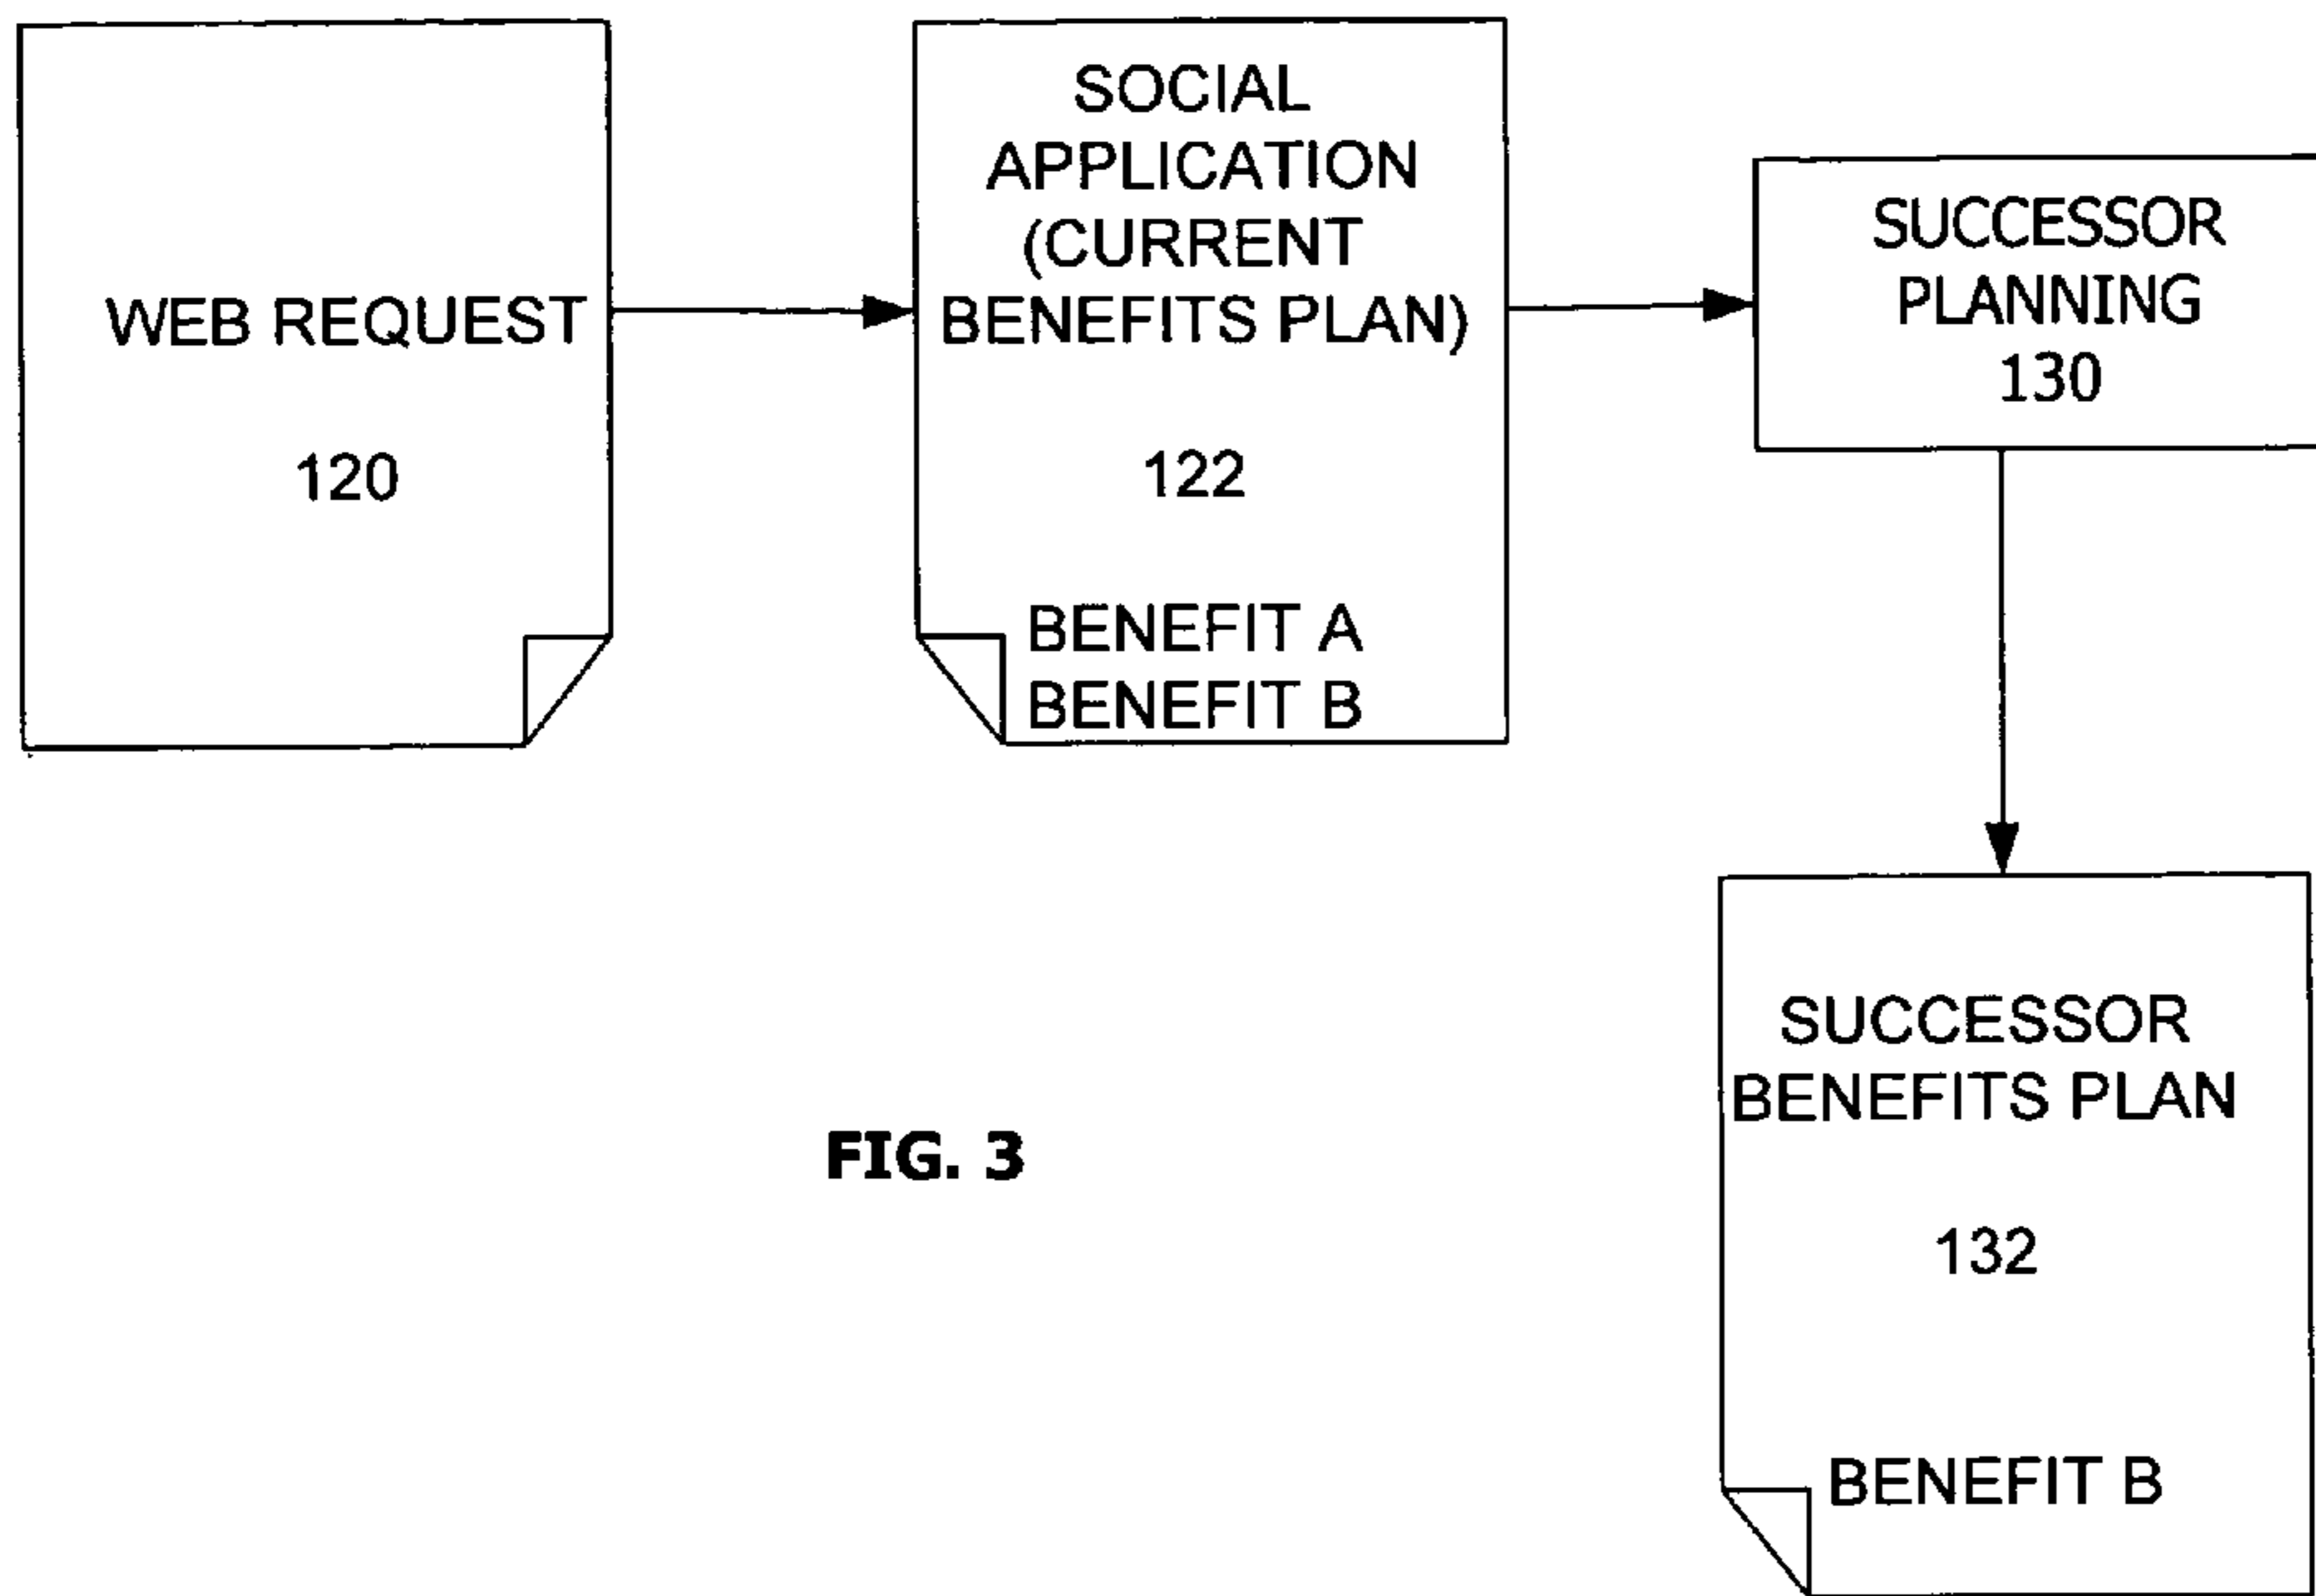 WEB REQUEST
120
SOCIAL
APPLICATION
(CURRENT
BENEFITS PLAN)
122
BENEFIT A
BENEFIT B
SUCCESSOR
PLANNING
130
SUCCESSOR
BENEFITS PLAN
132
BENEFIT B
FIG. 3